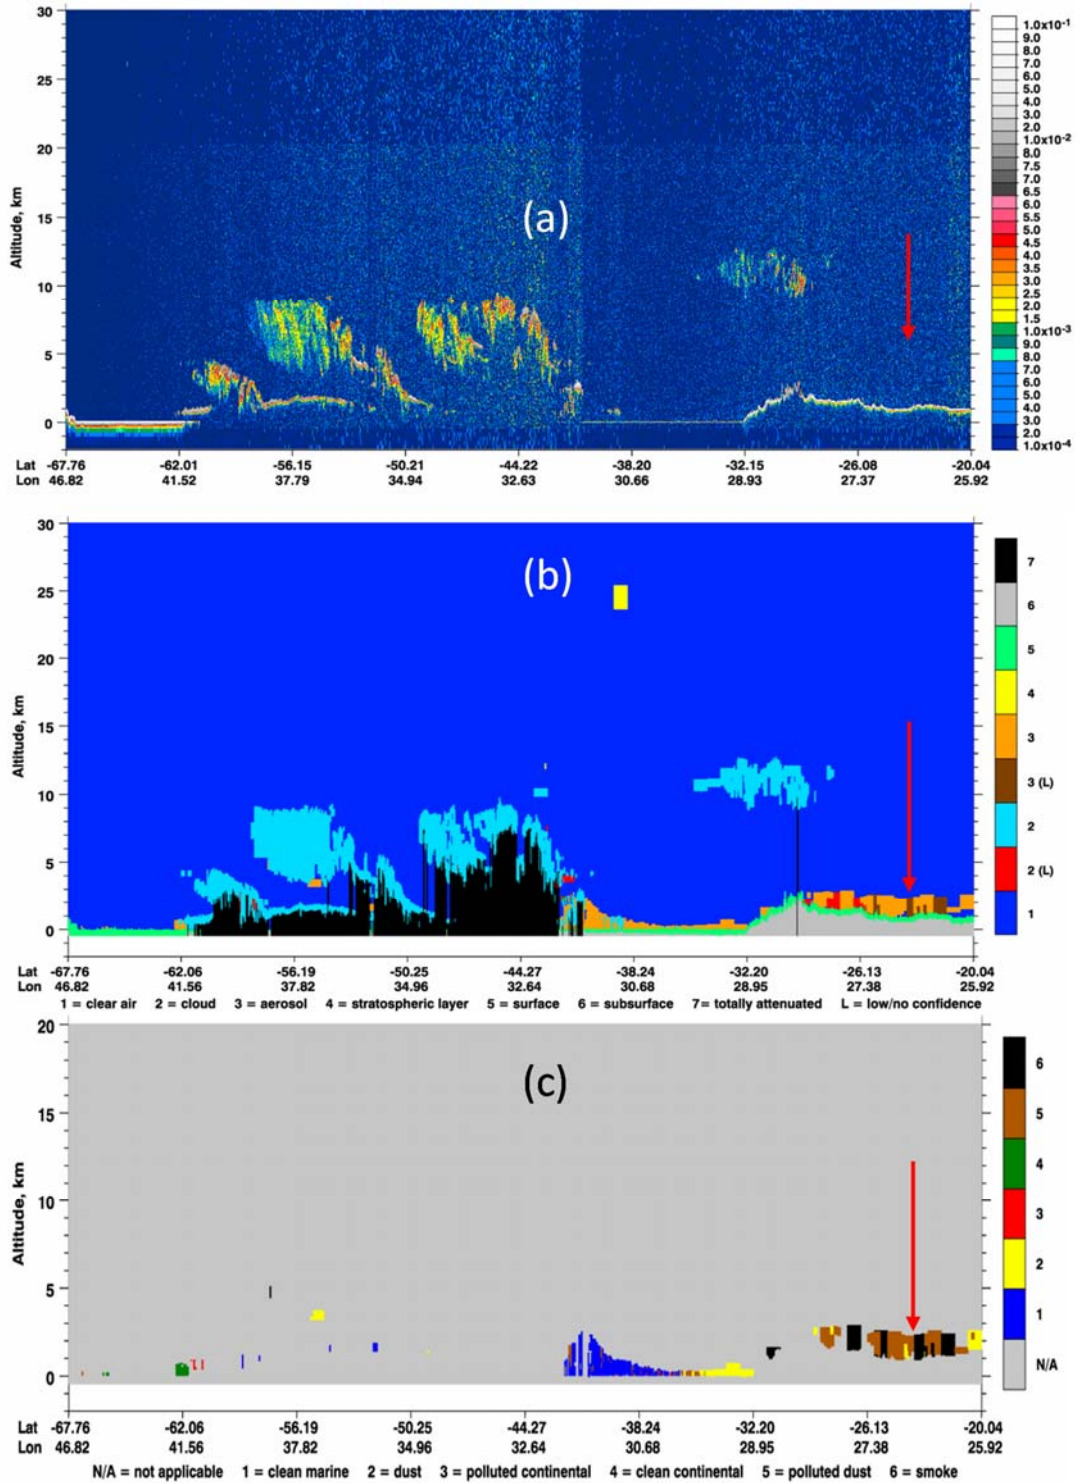 30
25
20
15
10
5
0
Altitude, km
(a)
1.0x10-1
9.0
8.0
7.0
6.0
5.0
4.0
3.0
2.0
1.0x10-2
8.0
7.5
7.0
6.5
6.0
5.5
5.0
4.5
4.0
3.5
3.0
2.5
2.0
1.5
1.0x10-3
9.0
8.0
7.0
6.0
5.0
4.0
3.0
2.0
1.0x10-4
Lat -67.76 -62.01 -56.15 -50.21 -44.22 -38.20 -32.15 -26.08 -20.04
Lon 46.82 41.52 37.79 34.94 32.63 30.66 28.93 27.37 25.92
30
25
20
15
10
5
0
Altitude, km
(b)
7
6
5
4
3
3 (L)
2
2 (L)
1
Lat -67.76 -62.06 -56.19 -50.25 -44.27 -38.24 -32.20 -26.13 -20.04
Lon 46.82 41.56 37.82 34.96 32.64 30.68 28.95 27.38 25.92
1 = clear air 2 = cloud 3 = aerosol 4 = stratospheric layer 5 = surface 6 = subsurface 7= totally attenuated L = low/no confidence
20
15
10
5
0
Altitude, km
(c)
6
5
4
3
2
1
N/A
Lat -67.76 -62.06 -56.19 -50.25 -44.27 -38.24 -32.20 -26.13 -20.04
Lon 46.82 41.56 37.82 34.96 32.64 30.68 28.95 27.38 25.92
N/A = not applicable 1 = clean marine 2 = dust 3 = polluted continental 4 = clean continental 5 = polluted dust 6 = smoke